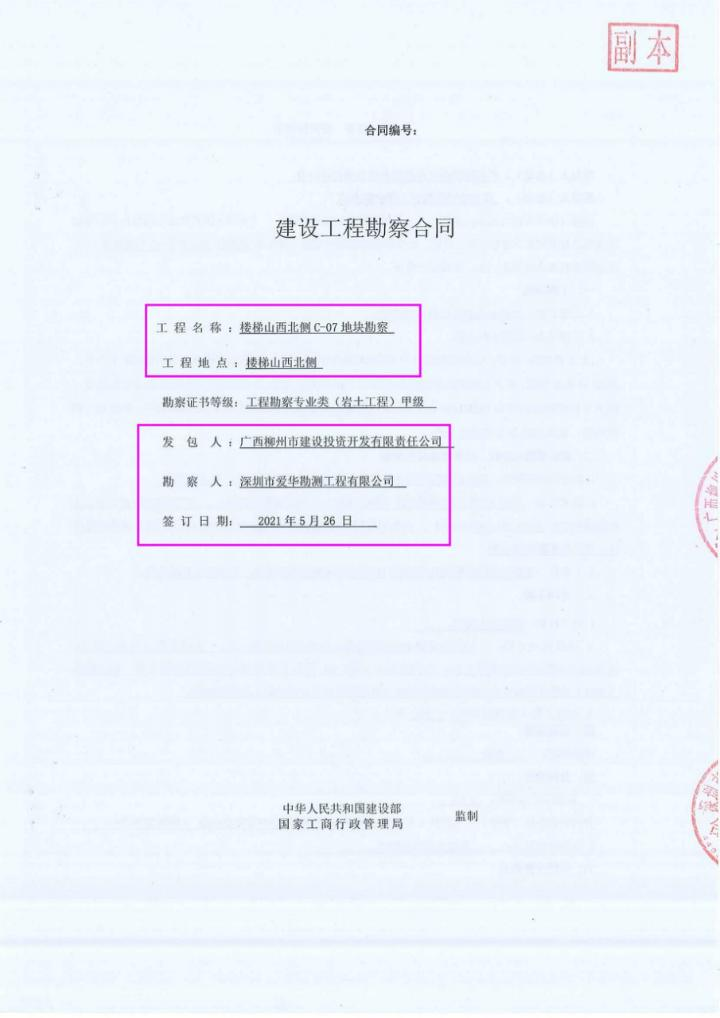 副本
合同编号：
建设工程勘察合同
工程名称：楼梯山西北侧C-07地块勘察
工程地点：楼梯山西北侧
勘察证书等级：工程勘察专业类（岩土工程）甲级
发包人：广西柳州市建设投资开发有限责任公司
勘察人：深圳市爱华勘测工程有限公司
签订日期：2021年5月26日
中华人民共和国建设部
国家工商行政管理局
监制